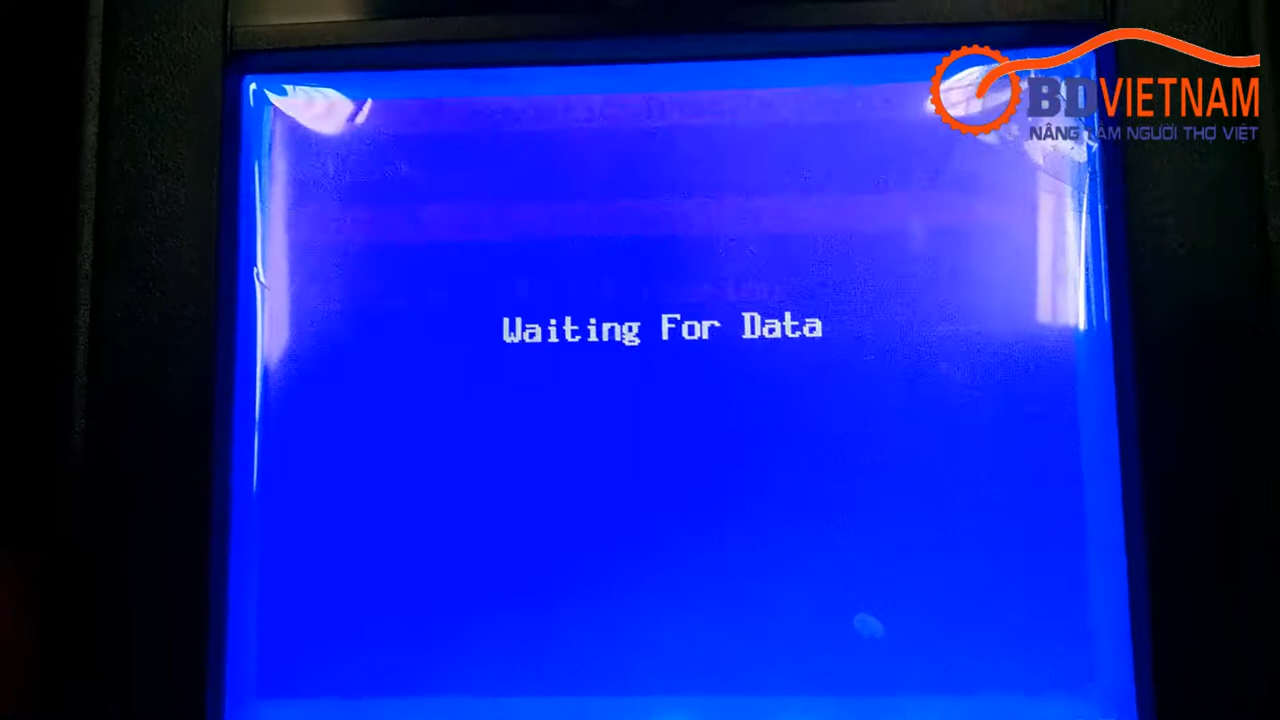 BDVIETNAM
NÂNG TẦM NGƯỜI THỢ VIỆT
Waiting For Data